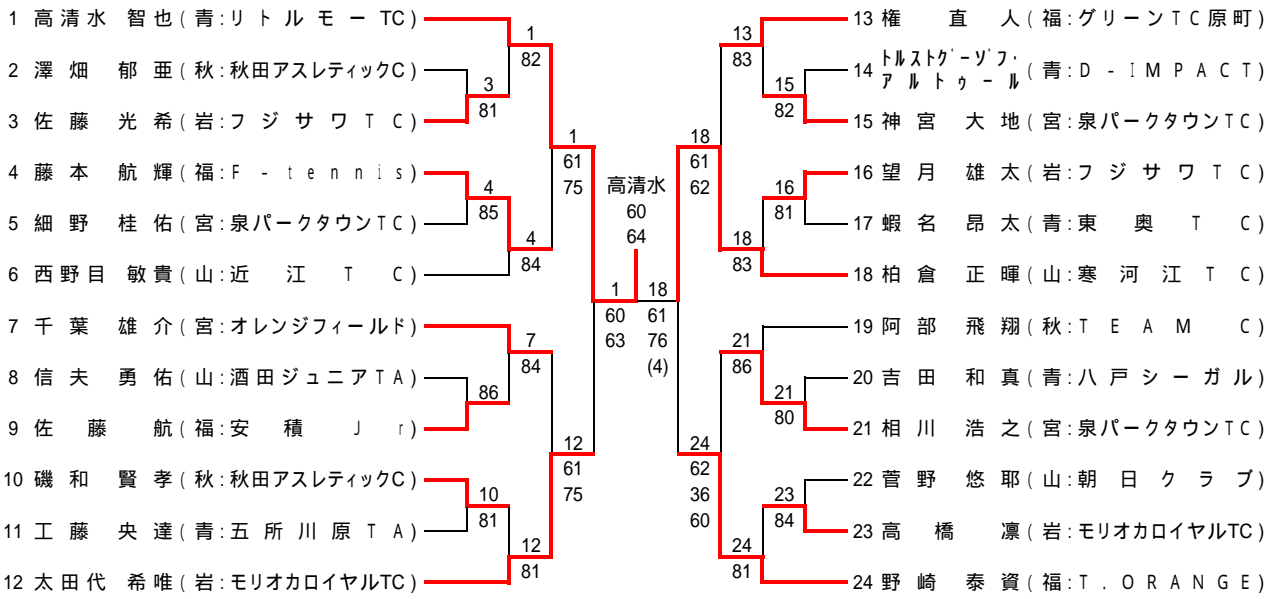 1 高清水 智也(青:リトルモーTC)
2 澤畑 郁亜(秋:秋田アスレティックC)
3 佐藤 光希(岩:フジサワTC)
4 藤本 航輝(福:F-tennis)
5 細野 桂佑(宮:泉パークタウンTC)
6 西野目 敏貴(山:近江TC)
7 千葉 雄介(宮:オレンジフィールド)
8 信夫 勇佑(山:酒田ジュニアTA)
9 佐藤 航(福:安積Jr)
10 磯和 賢孝(秋:秋田アスレティックC)
11 工藤 央達(青:五所川原TA)
12 太田代 希唯(岩:モリオカロイヤルTC)
1
82
3
81
4
85
4
84
7
84
86
10
81
12
81
1
61
75
12
61
75
1
60
63
高清水
60
64
18
61
76
(4)
18
61
62
24
62
36
60
13
83
15
82
16
81
18
83
21
86
21
80
23
84
24
81
13 権 直人(福:グリーンTC原町)
14 トルストグーゾフ・アルトゥール(青:D-IMPACT)
15 神宮 大地(宮:泉パークタウンTC)
16 望月 雄太(岩:フジサワTC)
17 蝦名 昂太(青:東奥TC)
18 柏倉 正暉(山:寒河江TC)
19 阿部 飛翔(秋:TEAM C)
20 吉田 和真(青:八戸シーガル)
21 相川 浩之(宮:泉パークタウンTC)
22 菅野 悠耶(山:朝日クラブ)
23 高橋 凛(岩:モリオカロイヤルTC)
24 野崎 泰資(福:T.ORANGE)